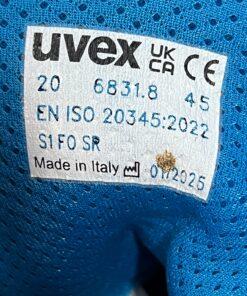 uvex UK CA CE
20 6831.8 45
EN ISO 20345:2022
S1 FO SR
Made in Italy 01/2025